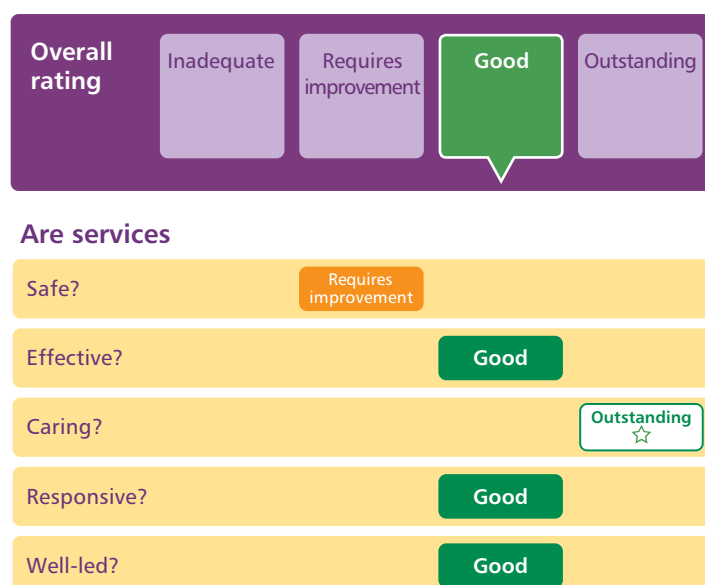 Overall
rating
Inadequate
Requires
improvement
Good
Outstanding
Are services
Safe?
Requires
improvement
Effective?
Good
Caring?
Outstanding
Responsive?
Good
Well-led?
Good